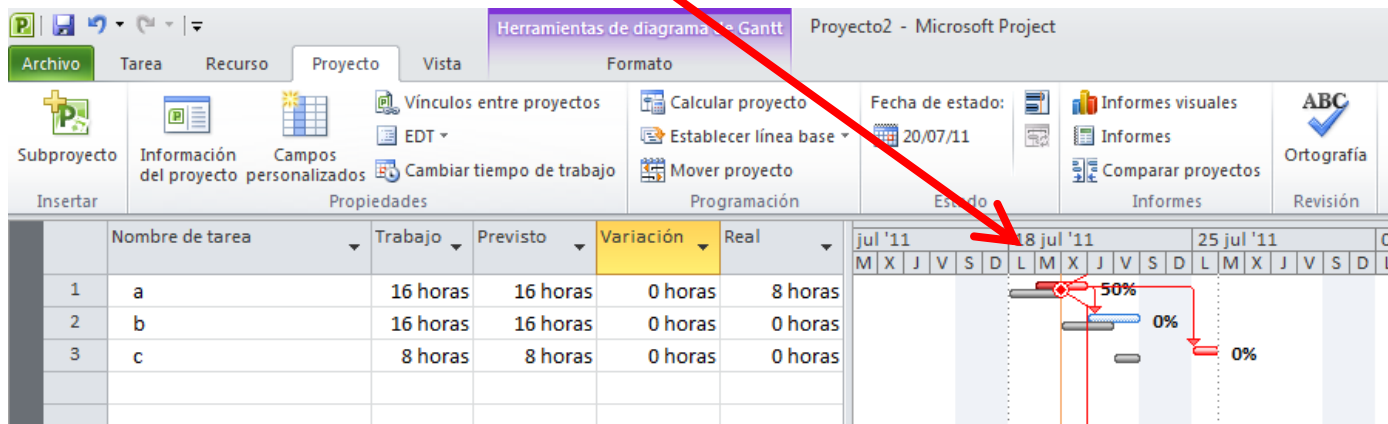 Herramientas de diagrama de Gantt Proyecto2 - Microsoft Project
Archivo Tarea Recurso Proyecto Vista Formato
Subproyecto
Insertar
Información del proyecto
Campos personalizados
Vínculos entre proyectos
EDT
Cambiar tiempo de trabajo
Propiedades
Calcular proyecto
Establecer línea base
Mover proyecto
Programación
Fecha de estado:
20/07/11
Estado
Informes visuales
Informes
Comparar proyectos
Informes
ABC
Ortografía
Revisión
Nombre de tarea Trabajo Previsto Variación Real jul '11 18 jul '11 25 jul '11
M X J V S D L M X J V S D L M X J V S D L
1 a 16 horas 16 horas 0 horas 8 horas 50%
2 b 16 horas 16 horas 0 horas 0 horas 0%
3 c 8 horas 8 horas 0 horas 0 horas 0%